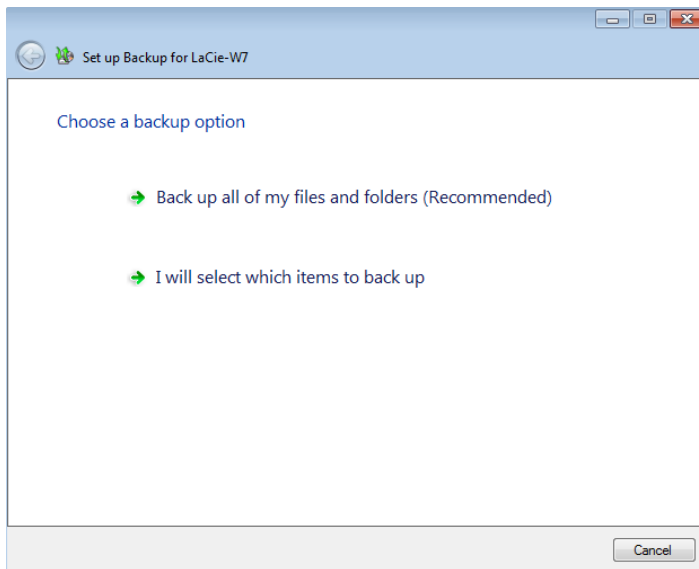 Set up Backup for LaCie-W7
Choose a backup option
Back up all of my files and folders (Recommended)
I will select which items to back up
Cancel